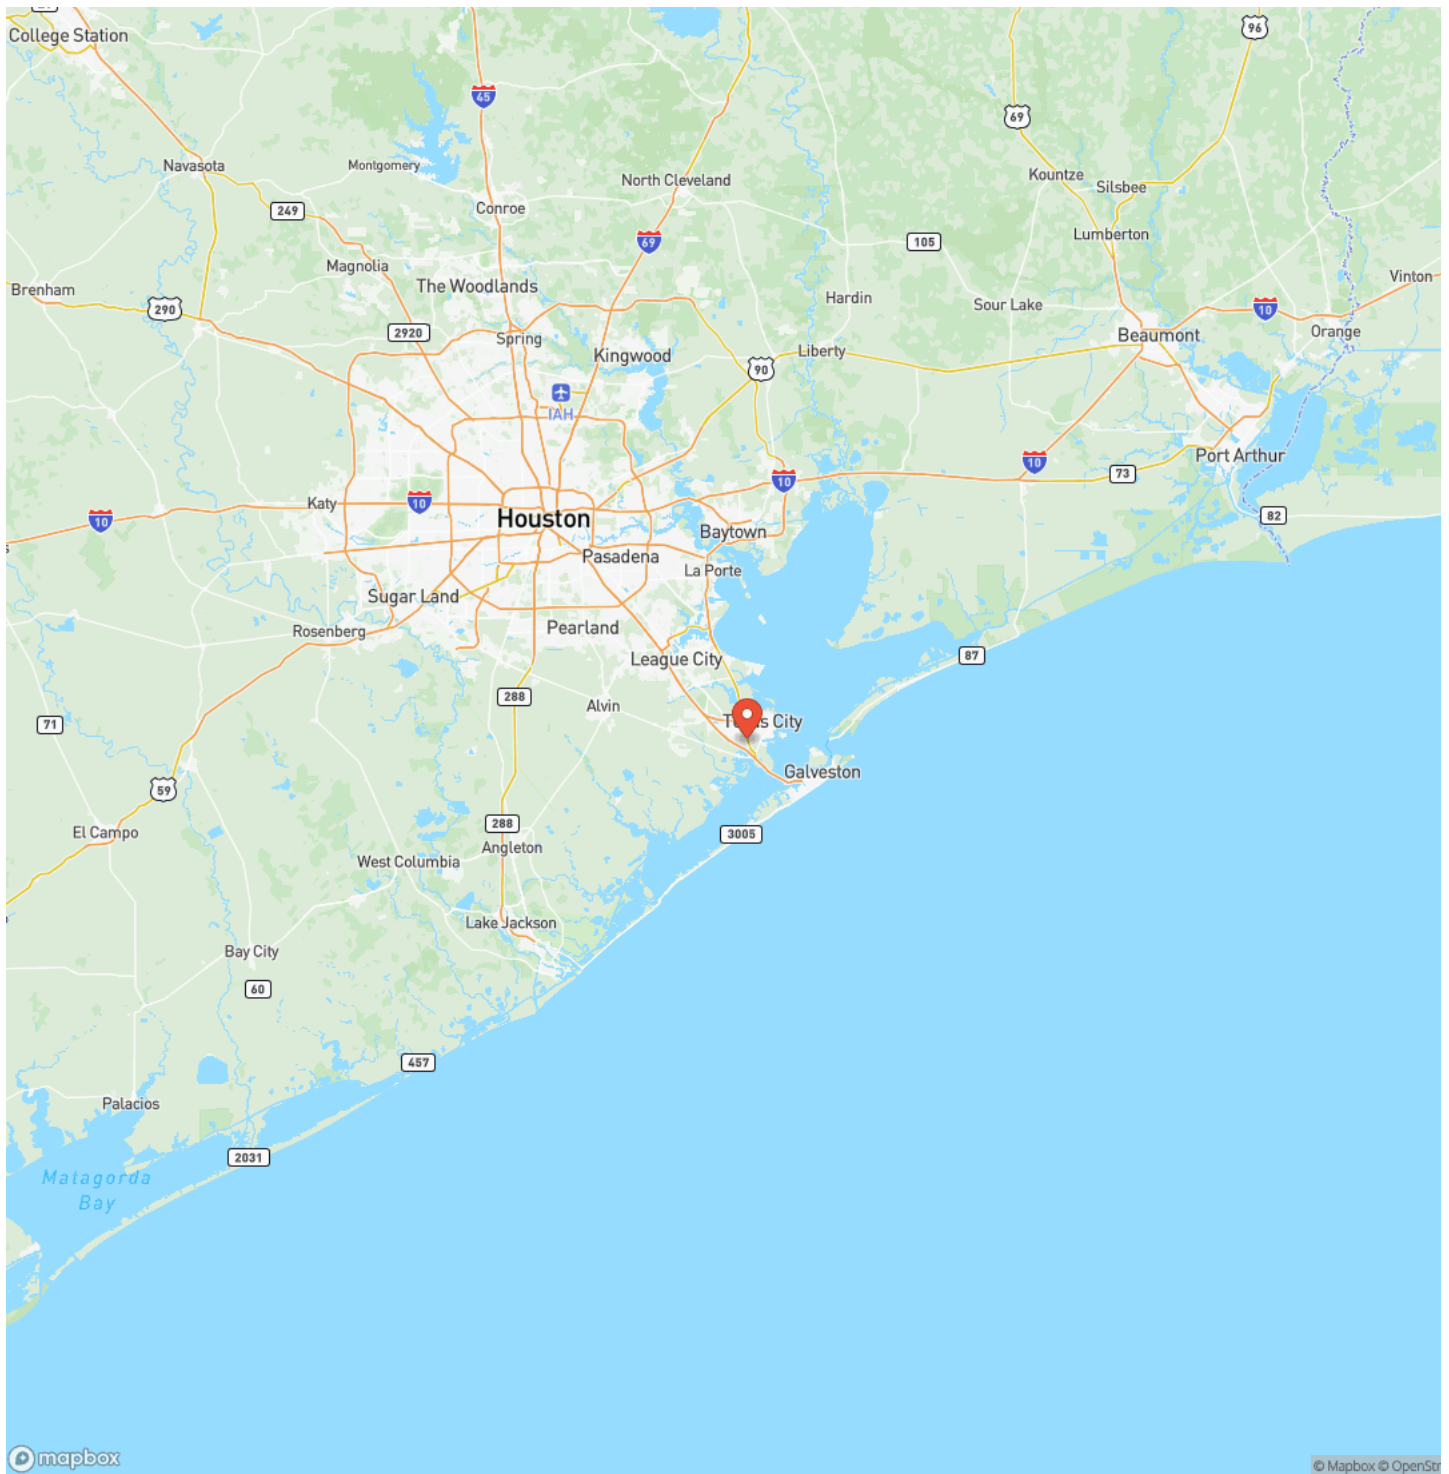 College Station
96
45
69
Navasota
Montgomery
Kountze
Silsbee
North Cleveland
249
Conroe
Lumberton
69
105
Magnolia
Vinton
The Woodlands
Brenham
Hardin
Sour Lake
290
10
2920
Orange
Spring
Beaumont
Kingwood
Liberty
90
IAH
Port Arthur
10
73
10
Katy
10
82
10
Houston
Baytown
Pasadena
La Porte
Sugar Land
Pearland
Rosenberg
League City
87
288
Alvin
71
Texas City
Galveston
59
288
El Campo
3005
Angleton
West Columbia
Lake Jackson
Bay City
60
457
Palacios
2031
Matagorda
Bay
mapbox
© Mapbox © OpenStr